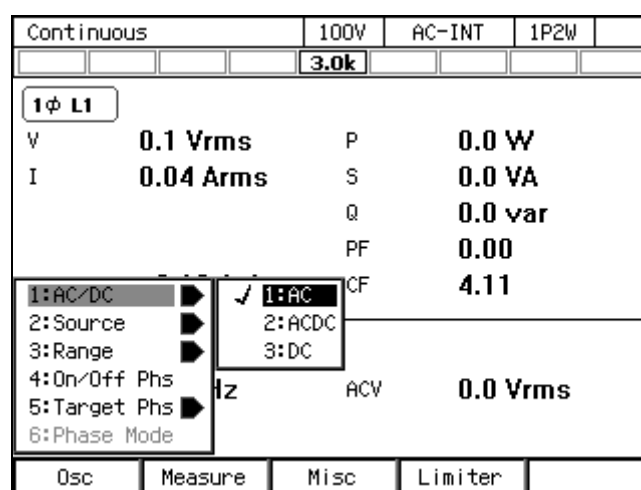 Continuous 100V AC-INT 1P2W
3.0k
1ϕ L1
V 0.1 Vrms P 0.0 W
I 0.04 Arms S 0.0 VA
Q 0.0 var
PF 0.00
CF 4.11
1:AC/DC
2:Source
3:Range
4:On/Off Phs
5:Target Phs
6:Phase Mode
1:AC
2:ACDC
3:DC
Hz ACV 0.0 Vrms
Osc Measure Misc Limiter